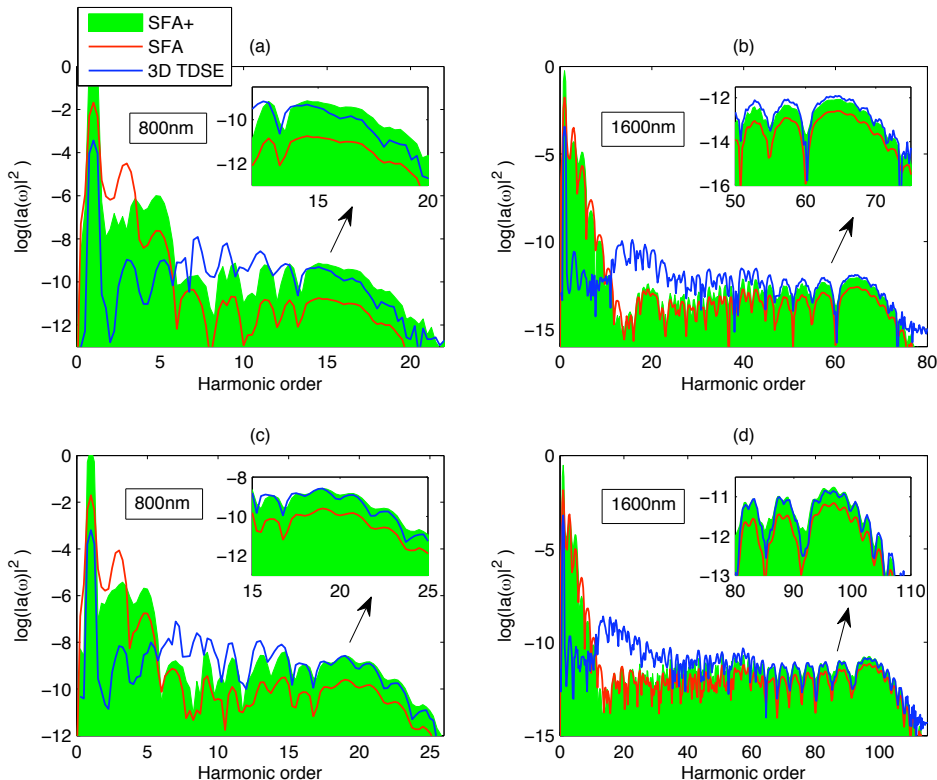 SFA+
SFA
3D TDSE
(a)
800nm
0
−2
−4
−6
−8
−10
−12
log(|a(ω)|²)
0 5 10 15 20
Harmonic order
−10
−12
15 20
(b)
1600nm
0
−5
−10
−15
log(|a(ω)|²)
0 20 40 60 80
Harmonic order
−12
−14
−16
50 60 70
(c)
800nm
0
−2
−4
−6
−8
−10
−12
log(|a(ω)|²)
0 5 10 15 20 25
Harmonic order
−8
−10
−12
15 20 25
(d)
1600nm
0
−5
−10
−15
log(|a(ω)|²)
0 20 40 60 80 100
Harmonic order
−11
−12
−13
80 90 100 110